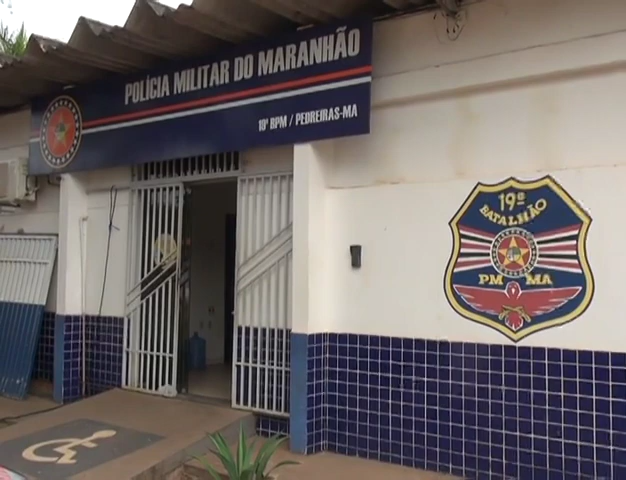 POLÍCIA MILITAR DO MARANHÃO
19º BPM / PEDREIRAS-MA
19º
BATALHÃO
PM MA